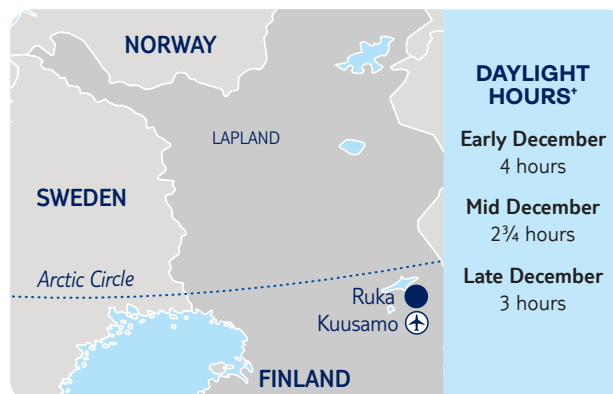 NORWAY
LAPLAND
SWEDEN
Arctic Circle
Ruka
Kuusamo
FINLAND
DAYLIGHT
HOURS⁺
Early December
4 hours
Mid December
2¾ hours
Late December
3 hours